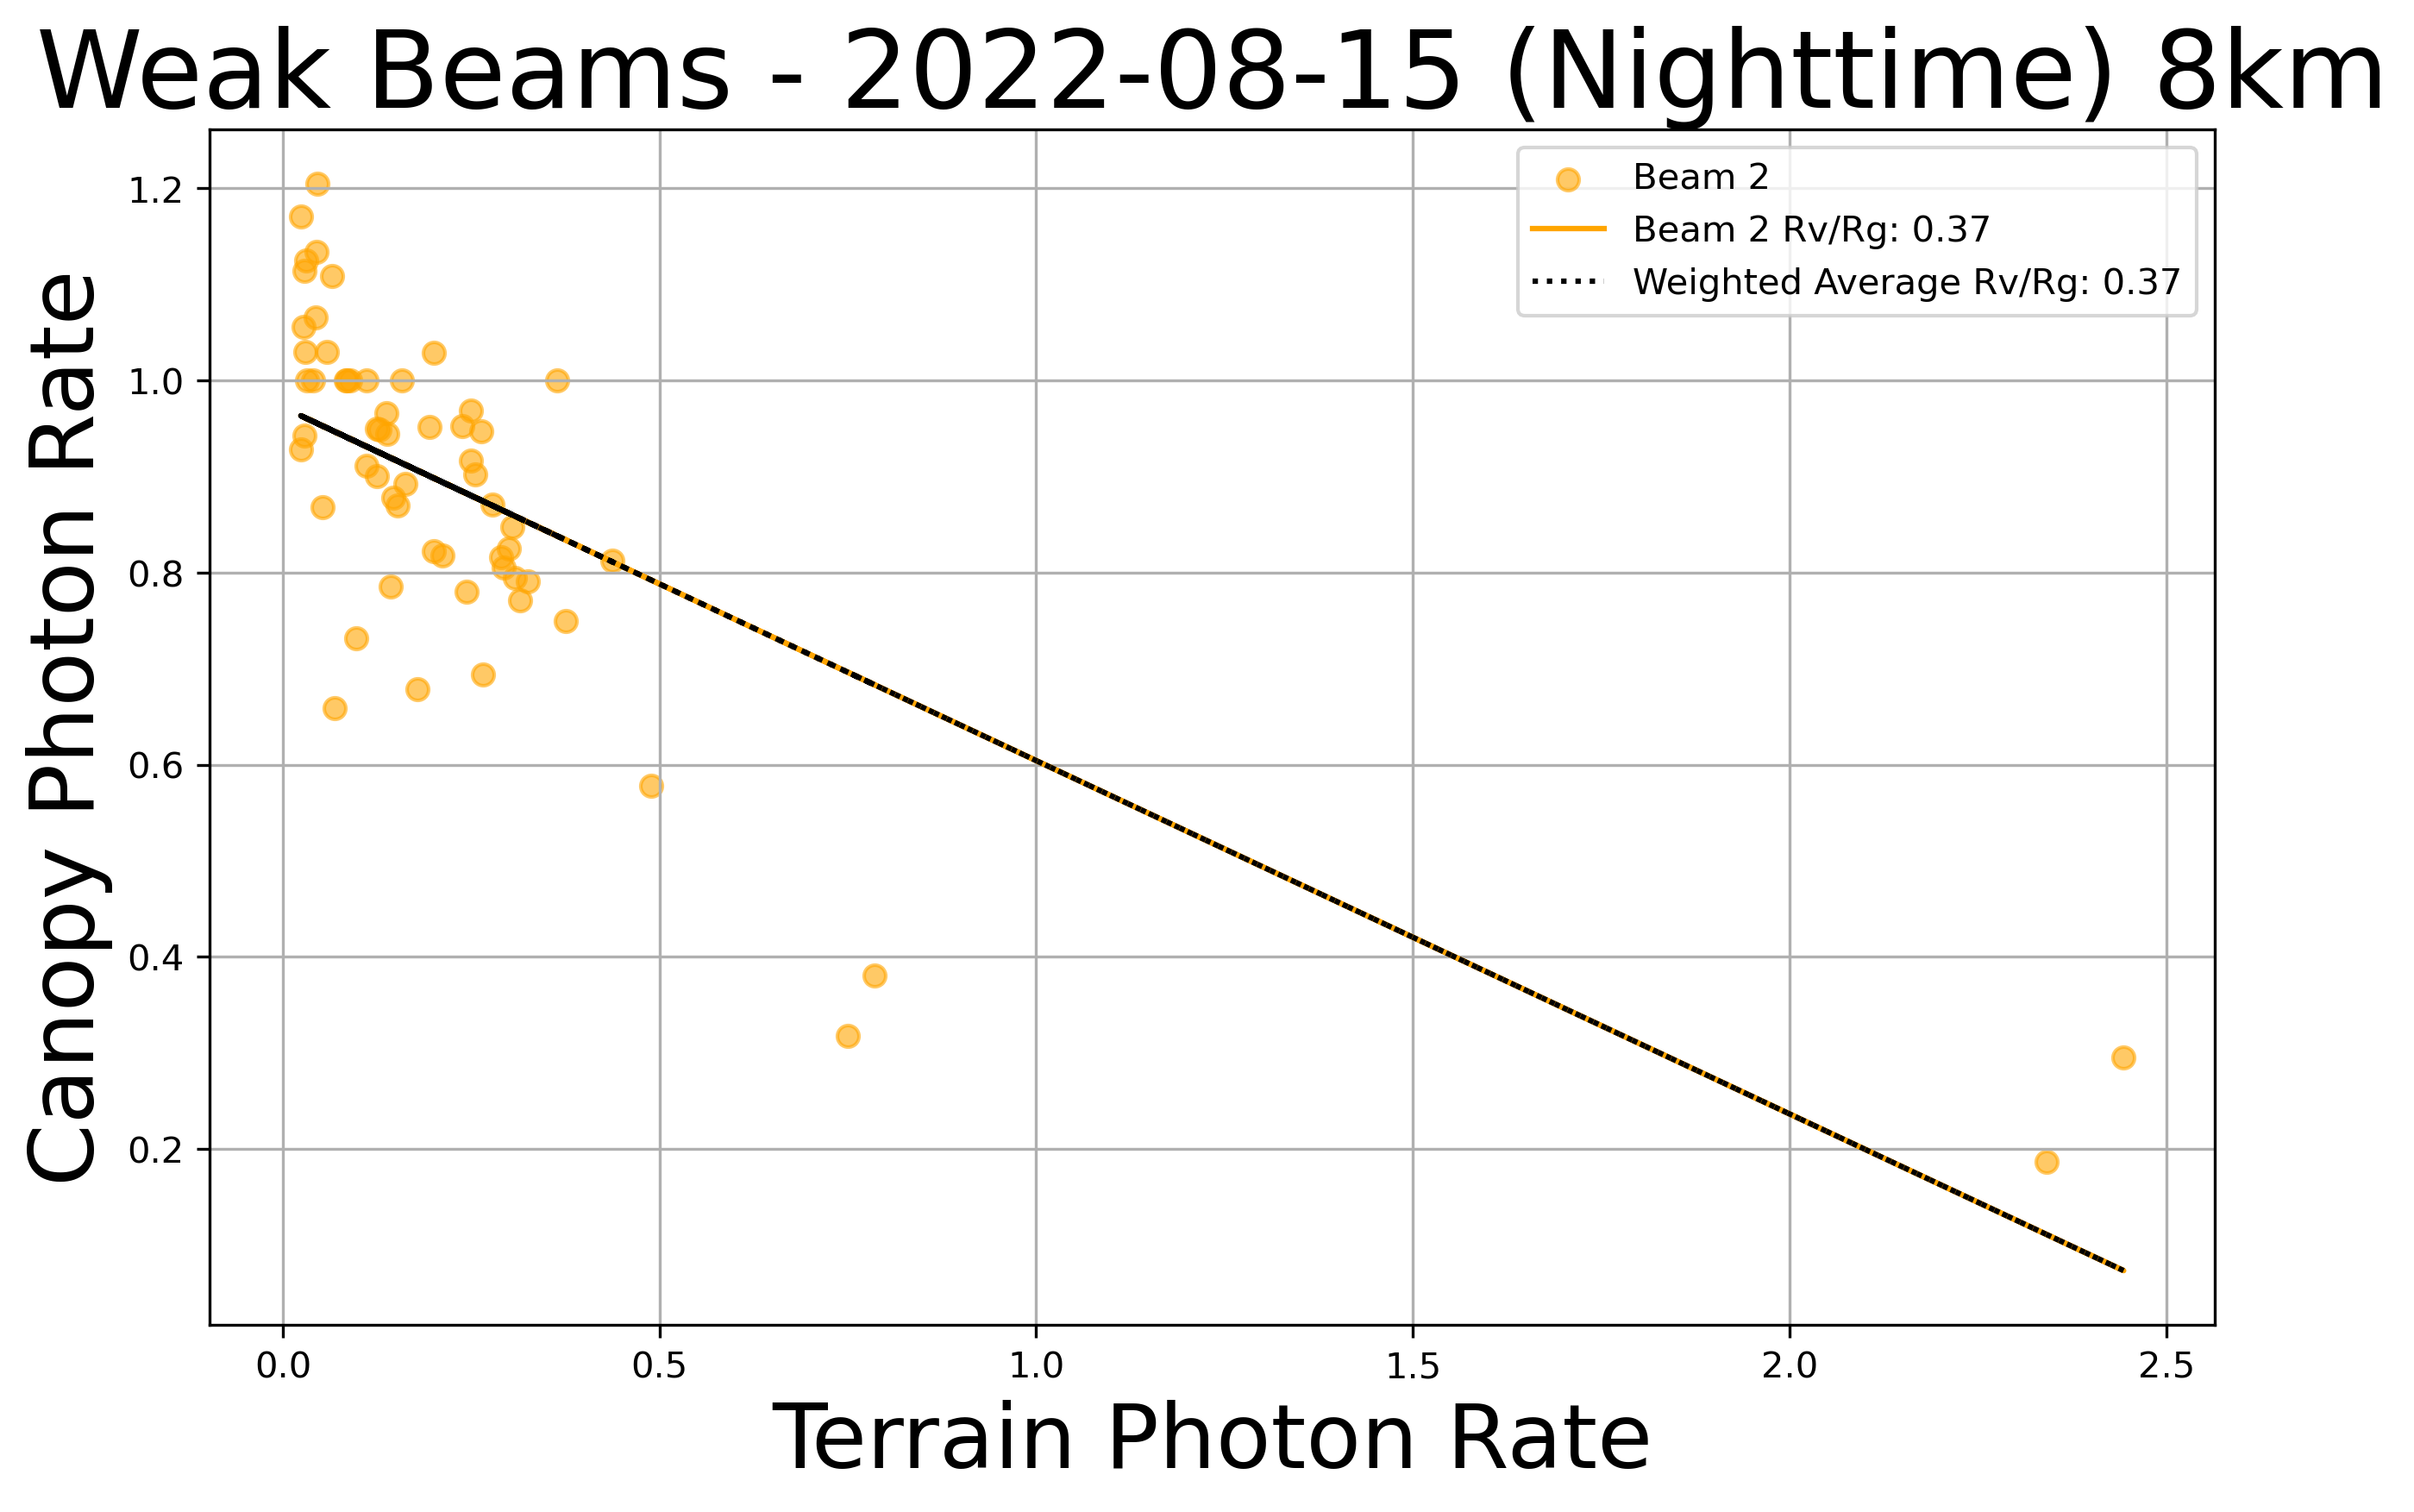 Weak Beams - 2022-08-15 (Nighttime) 8km
Beam 2
Beam 2 Rv/Rg: 0.37
Weighted Average Rv/Rg: 0.37
Canopy Photon Rate
1.2
1.0
0.8
0.6
0.4
0.2
0.0 0.5 1.0 1.5 2.0 2.5
Terrain Photon Rate